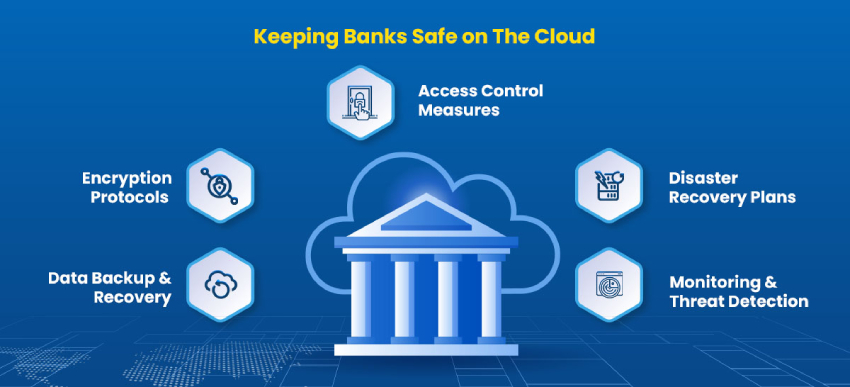 Keeping Banks Safe on The Cloud
Access Control
Measures
Encryption
Protocols
Disaster
Recovery Plans
Data Backup &
Recovery
Monitoring &
Threat Detection